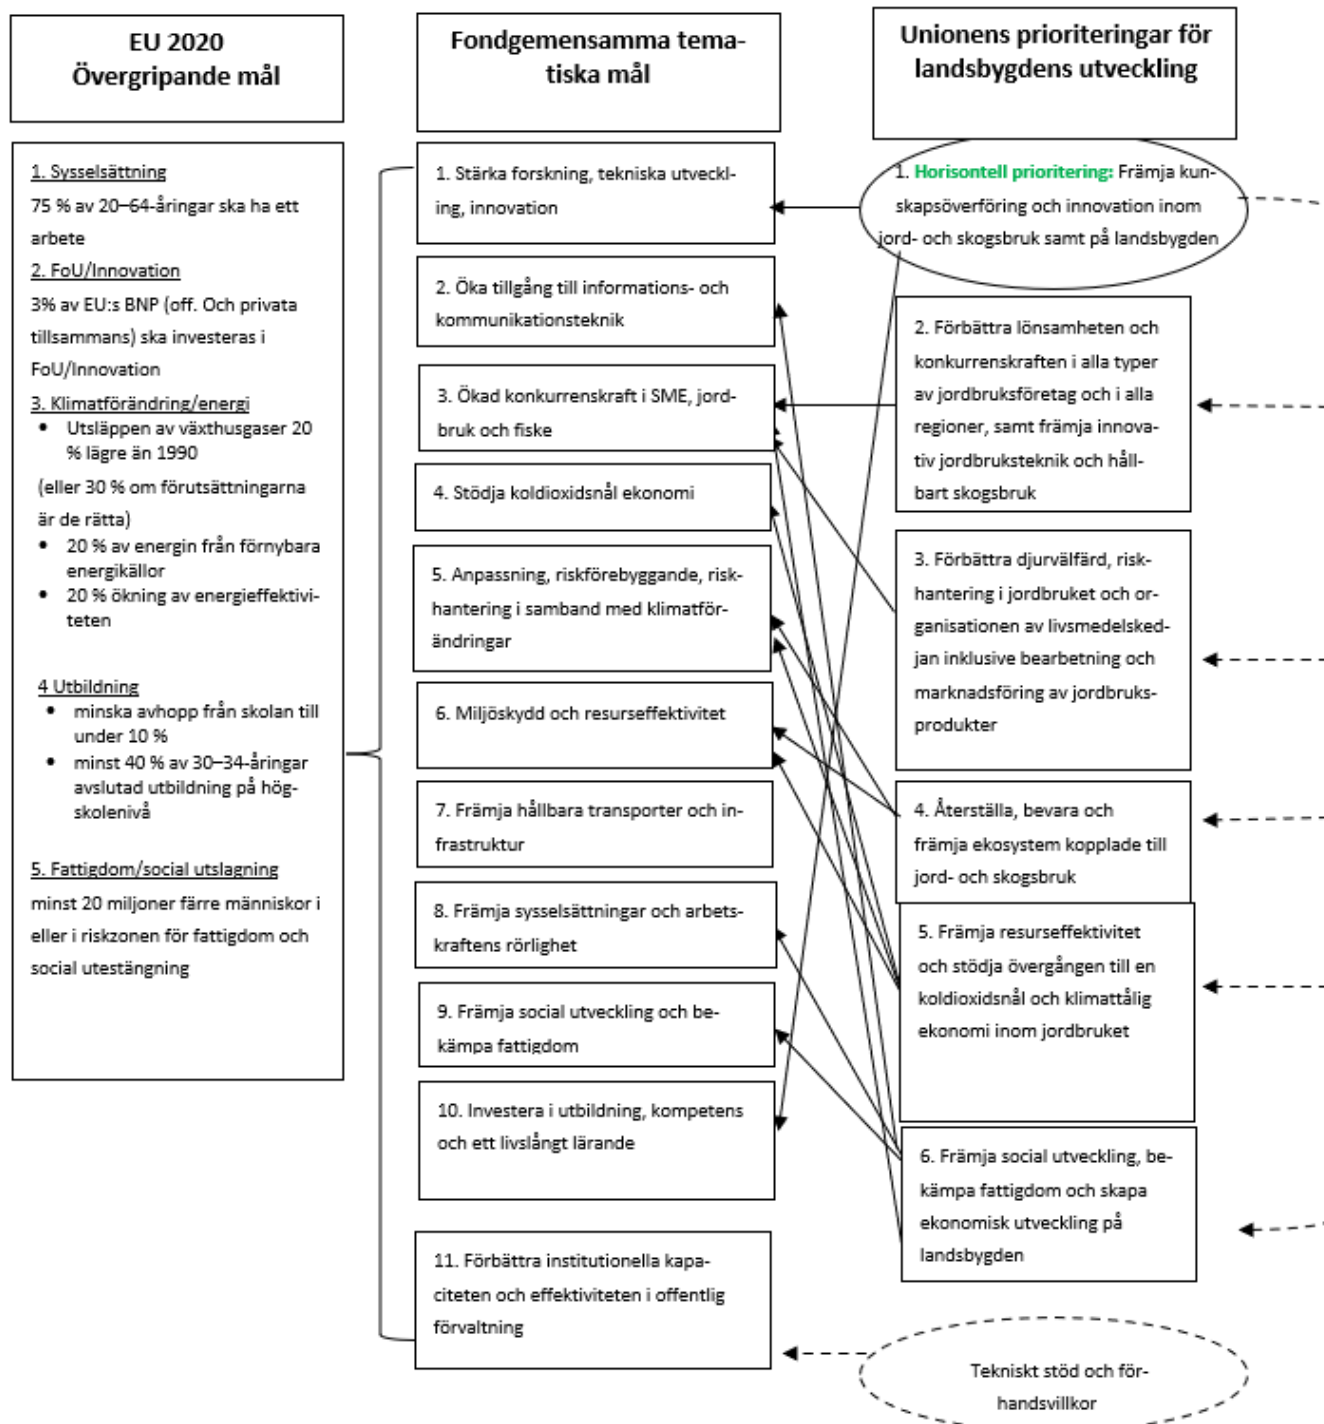 EU 2020
Övergripande mål
1. Sysselsättning
75 % av 20–64-åringar ska ha ett
arbete
2. FoU/Innovation
3% av EU:s BNP (off. Och privata
tillsammans) ska investeras i
FoU/Innovation
3. Klimatförändring/energi
• Utsläppen av växthusgaser 20
% lägre än 1990
(eller 30 % om förutsättningarna
är de rätta)
• 20 % av energin från förnybara
energikällor
• 20 % ökning av energieffektivi-
teten
4 Utbildning
• minska avhopp från skolan till
under 10 %
• minst 40 % av 30–34-åringar
avslutad utbildning på hög-
skolenivå
5. Fattigdom/social utslagning
minst 20 miljoner färre människor i
eller i riskzonen för fattigdom och
social utestängning
Fondgemensamma tema-
tiska mål
1. Stärka forskning, tekniska utveckl-
ing, innovation
2. Öka tillgång till informations- och
kommunikationsteknik
3. Ökad konkurrenskraft i SME, jord-
bruk och fiske
4. Stödja koldioxidsnål ekonomi
5. Anpassning, riskförebyggande, risk-
hantering i samband med klimatför-
ändringar
6. Miljöskydd och resurseffektivitet
7. Främja hållbara transporter och in-
frastruktur
8. Främja sysselsättningar och arbets-
kraftens rörlighet
9. Främja social utveckling och be-
kämpa fattigdom
10. Investera i utbildning, kompetens
och ett livslångt lärande
11. Förbättra institutionella kapa-
citeten och effektiviteten i offentlig
förvaltning
Unionens prioriteringar för
landsbygdens utveckling
1. Horisontell prioritering: Främja kun-
skapsöverföring och innovation inom
jord- och skogsbruk samt på landsbygden
2. Förbättra lönsamheten och
konkurrenskraften i alla typer
av jordbruksföretag och i alla
regioner, samt främja innova-
tiv jordbruksteknik och håll-
bart skogsbruk
3. Förbättra djurvälfärd, risk-
hantering i jordbruket och or-
ganisationen av livsmedelsked-
jan inklusive bearbetning och
marknadsföring av jordbruks-
produkter
4. Återställa, bevara och
främja ekosystem kopplade till
jord- och skogsbruk
5. Främja resurseffektivitet
och stödja övergången till en
koldioxidsnål och klimattålig
ekonomi inom jordbruket
6. Främja social utveckling, be-
kämpa fattigdom och skapa
ekonomisk utveckling på
landsbygden
Tekniskt stöd och för-
handsvillkor